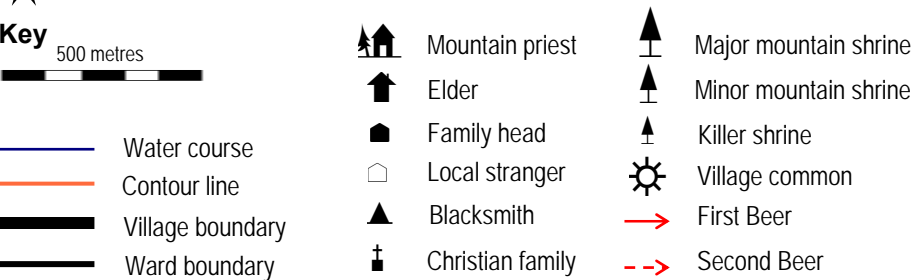 Key
500 metres
Water course
Contour line
Village boundary
Ward boundary
Mountain priest
Elder
Family head
Local stranger
Blacksmith
Christian family
Major mountain shrine
Minor mountain shrine
Killer shrine
Village common
First Beer
Second Beer